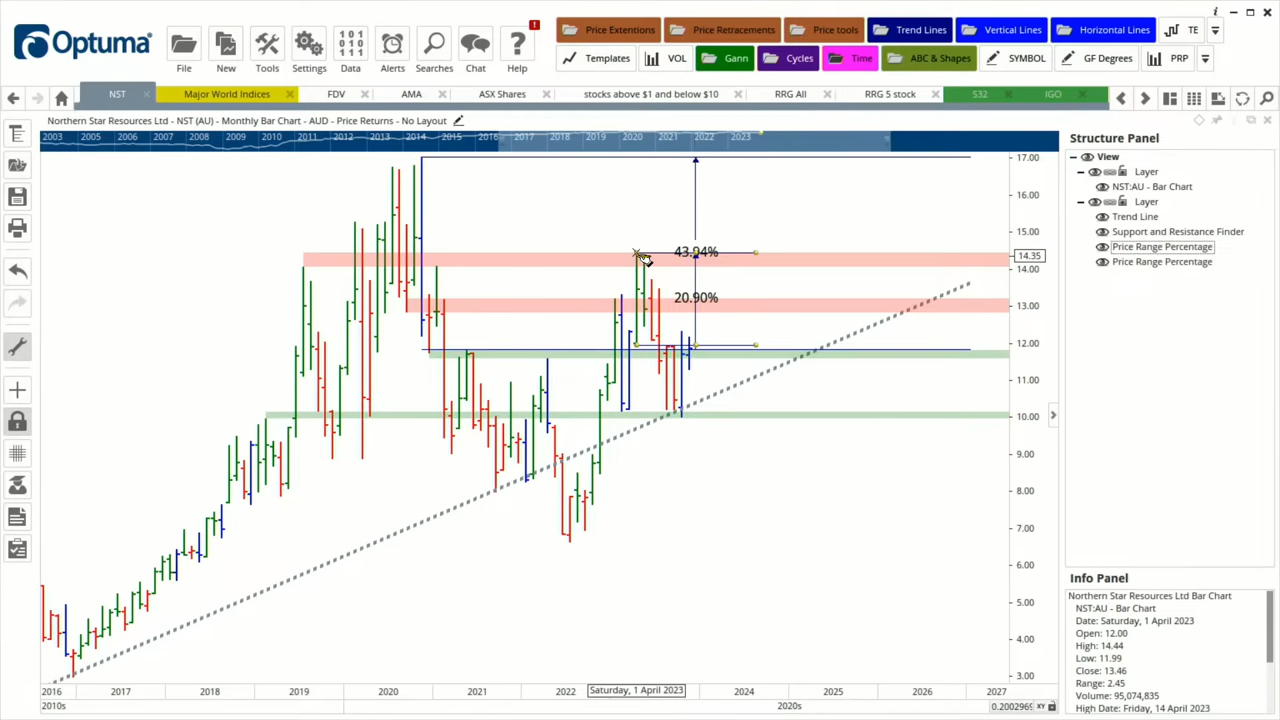 Optuma
File
New
Tools
Settings
101
010
101
Data
Alerts
Searches
Chat
?
!
Help
i
Price Extentions
Price Retracements
Price tools
Trend Lines
Vertical Lines
Horizontal Lines
TE
Templates
VOL
Gann
Cycles
Time
ABC & Shapes
SYMBOL
GF Degrees
PRP
NST
Major World Indices
FDV
AMA
ASX Shares
stocks above $1 and below $10
RRG All
RRG 5 stock
S32
IGO
Northern Star Resources Ltd - NST (AU) - Monthly Bar Chart - AUD - Price Returns - No Layout
2003 2005 2006 2007 2008 2009 2010 2011 2012 2013 2014 2015 2016 2017 2018 2019 2020 2021 2022 2023
17.00
16.00
15.00
14.35
14.00
13.00
12.00
11.00
10.00
9.00
8.00
7.00
6.00
5.00
4.00
3.00
43.94%
20.90%
2016 2017 2018 2019 2020 2021 2022 Saturday, 1 April 2023 2024 2025 2026 2027
2010s 2020s 0.2002969 XY
Structure Panel
View
Layer
NST:AU - Bar Chart
Layer
Trend Line
Support and Resistance Finder
Price Range Percentage
Price Range Percentage
Info Panel
Northern Star Resources Ltd Bar Chart
NST:AU - Bar Chart
Date: Saturday, 1 April 2023
Open: 12.00
High: 14.44
Low: 11.99
Close: 13.46
Range: 2.45
Volume: 95,074,835
High Date: Friday, 14 April 2023